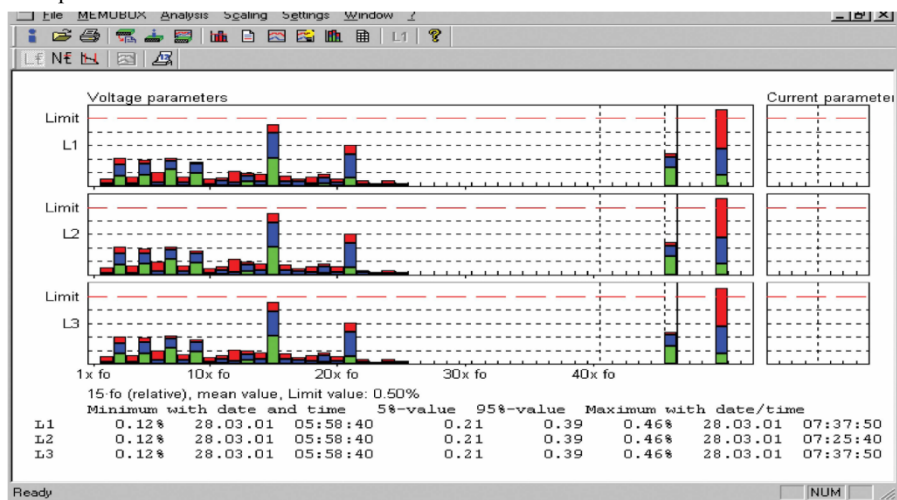 File MEMUBUX Analysis Scaling Settings Window ?
L1
L€ N€
Voltage parameters
Current paramete
Limit
L1
Limit
L2
Limit
L3
1x fo 10x fo 20x fo 30x fo 40x fo
15·fo (relative), mean value, Limit value: 0.50%
Minimum with date and time 5%-value 95%-value Maximum with date/time
L1 0.12% 28.03.01 05:58:40 0.21 0.39 0.46% 28.03.01 07:37:50
L2 0.12% 28.03.01 05:58:40 0.21 0.39 0.46% 28.03.01 07:25:40
L3 0.12% 28.03.01 05:58:40 0.21 0.39 0.46% 28.03.01 07:37:50
Ready NUM